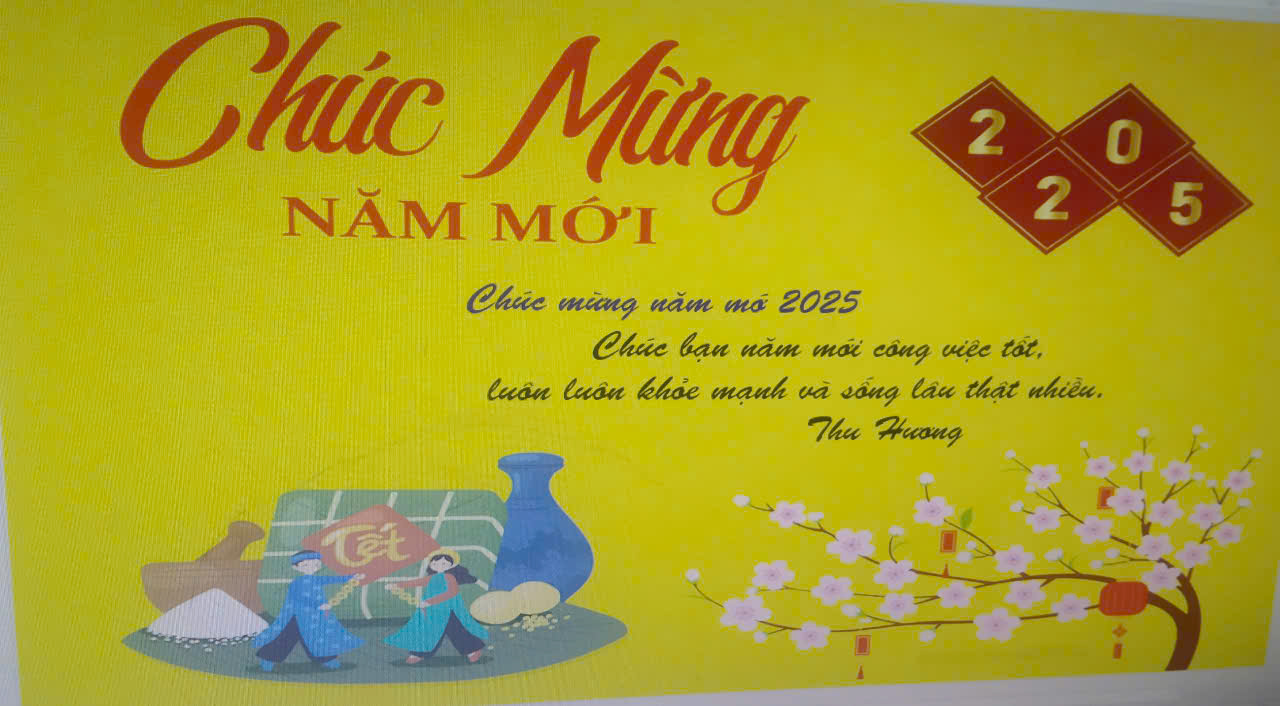 Chúc Mừng
NĂM MỚI
2 0
2 5
Chúc mừng năm mớ 2025
Chúc bạn năm mới công việc tốt,
luôn luôn khỏe mạnh và sống lâu thật nhiều.
Thu Hương
Tết